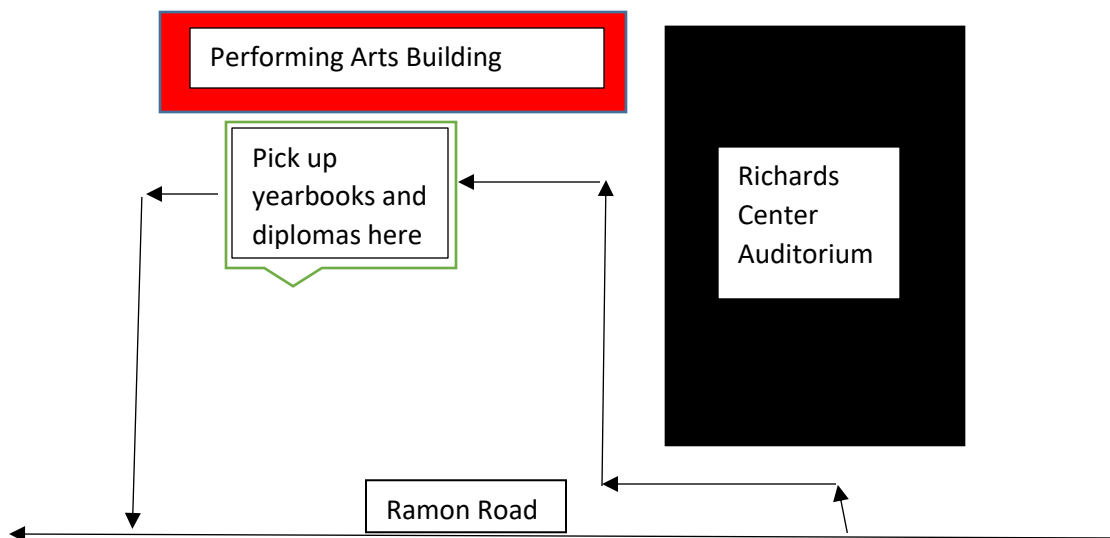 Performing Arts Building
Pick up
yearbooks and
diplomas here
Richards
Center
Auditorium
Ramon Road